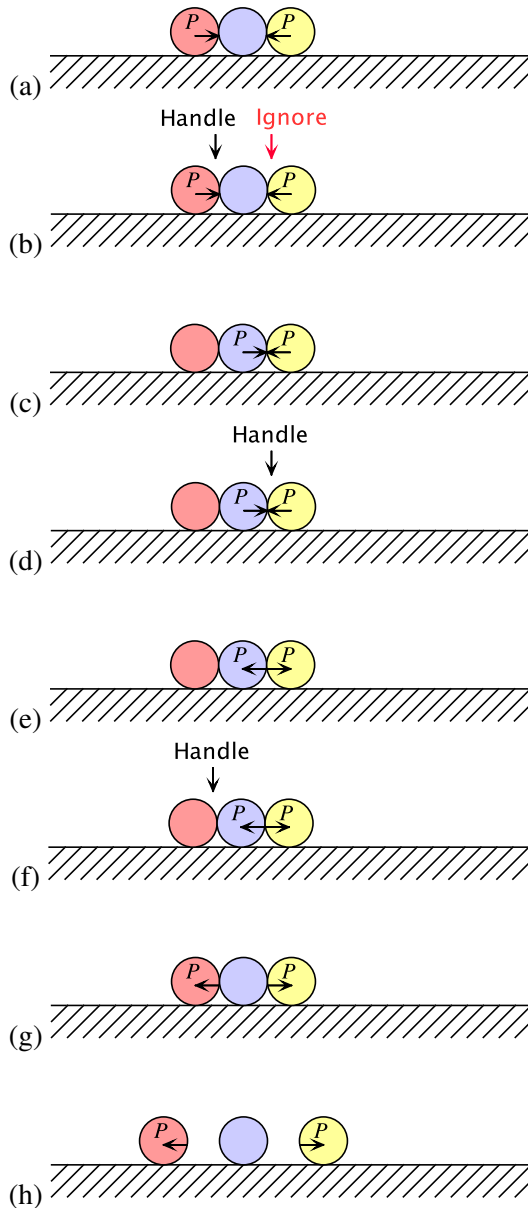 P P
(a)
Handle Ignore
P P
(b)
P P
(c)
Handle
P P
(d)
P P
(e)
Handle
P P
(f)
P P
(g)
P P
(h)